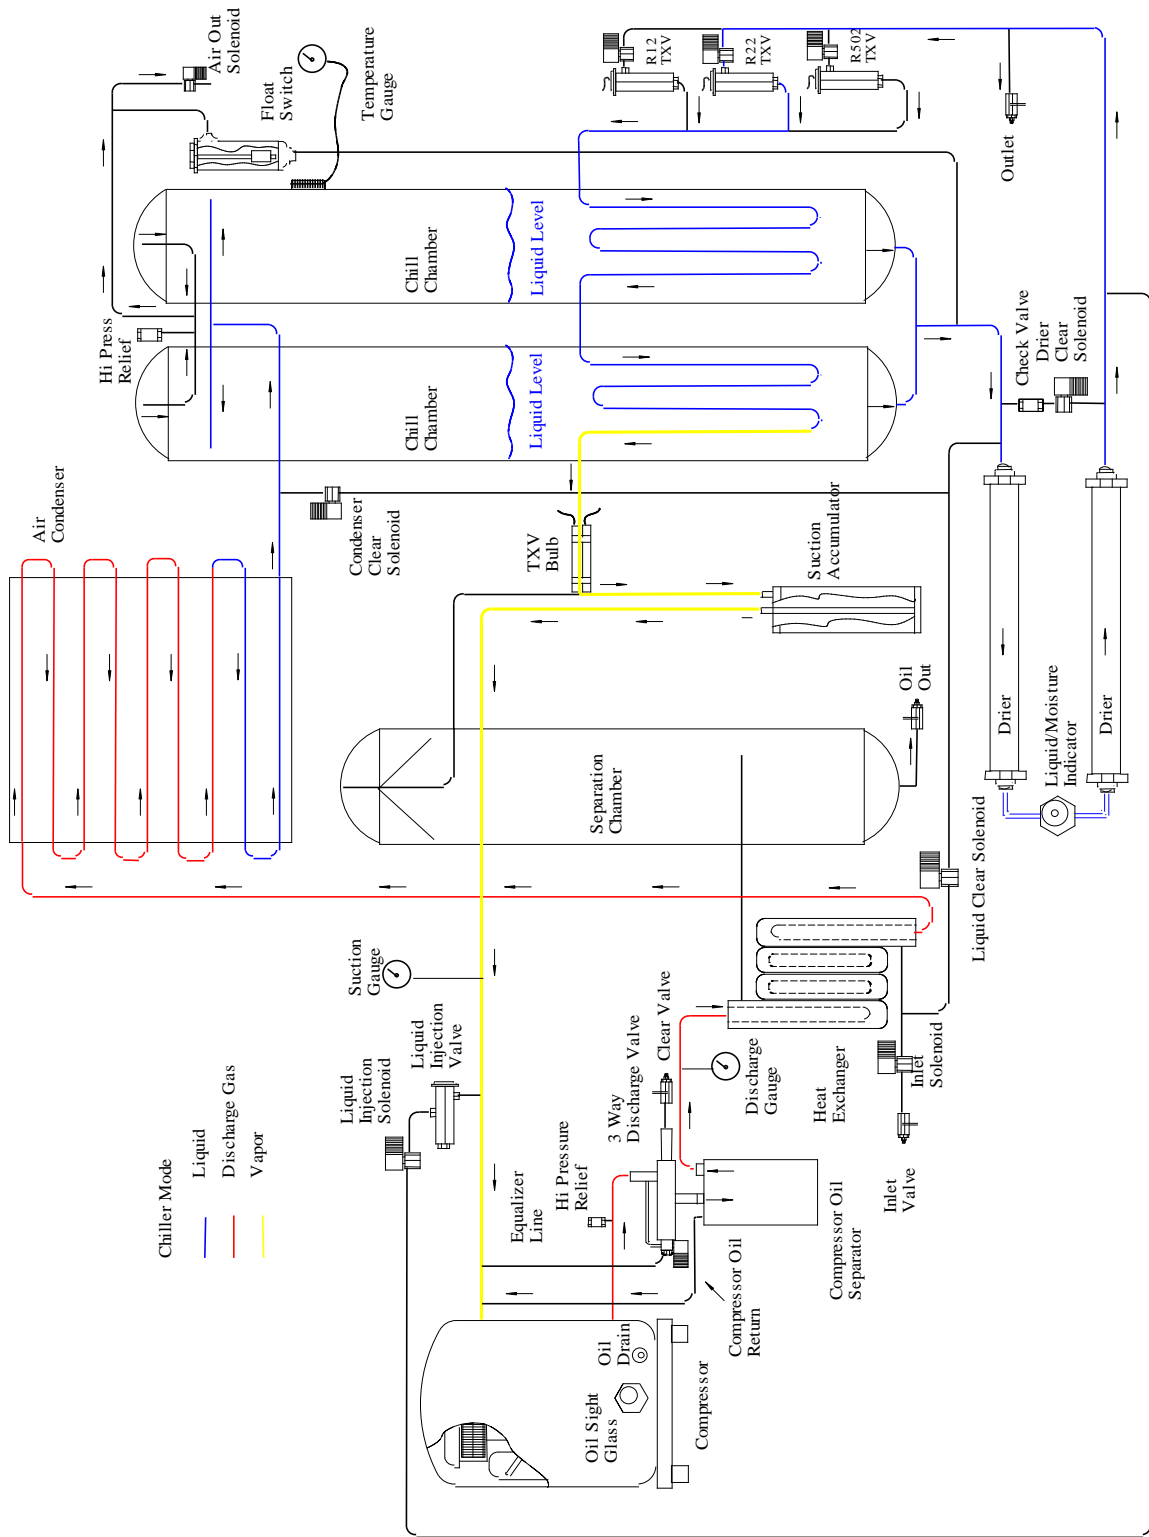 Air Out
Solenoid
Float
Switch
Temperature
Gauge
R12
TXV
R22
TXV
R502
TXV
Outlet
Hi Press
Relief
Chill
Chamber
Liquid Level
Chill
Chamber
Liquid Level
Check Valve
Drier
Clear
Solenoid
Air
Condenser
Condenser
Clear
Solenoid
TXV
Bulb
Suction
Accumulator
Oil
Out
Separation
Chamber
Drier
Drier
Liquid/Moisture
Indicator
Liquid Clear Solenoid
Suction
Gauge
Liquid
Injection
Solenoid
Liquid
Injection
Valve
3 Way
Discharge Valve
Clear Valve
Discharge
Gauge
Heat
Exchanger
Inlet
Solenoid
Inlet
Valve
Hi Pressure
Relief
Equalizer
Line
Compressor Oil
Separator
Compressor Oil
Return
Chiller Mode
Liquid
Discharge Gas
Vapor
Oil
Drain
Oil Sight
Glass
Compressor